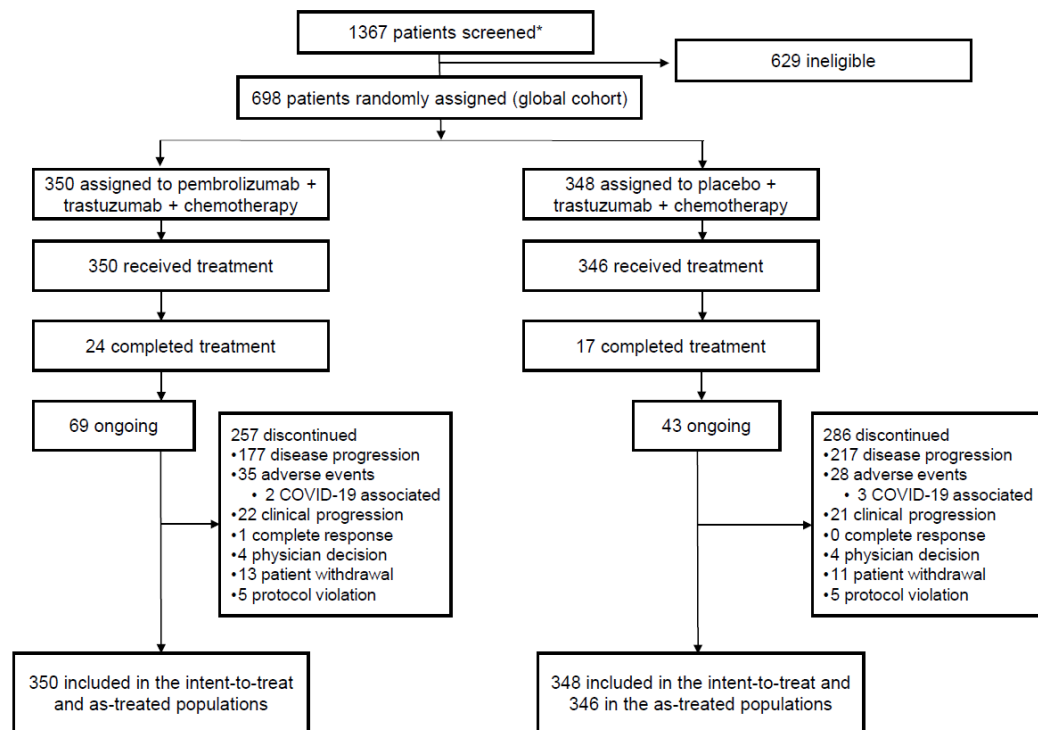 1367 patients screened*
629 ineligible
698 patients randomly assigned (global cohort)
350 assigned to pembrolizumab +
trastuzumab + chemotherapy
348 assigned to placebo +
trastuzumab + chemotherapy
350 received treatment
346 received treatment
24 completed treatment
17 completed treatment
69 ongoing
257 discontinued
•177 disease progression
•35 adverse events
• 2 COVID-19 associated
•22 clinical progression
•1 complete response
•4 physician decision
•13 patient withdrawal
•5 protocol violation
43 ongoing
286 discontinued
•217 disease progression
•28 adverse events
• 3 COVID-19 associated
•21 clinical progression
•0 complete response
•4 physician decision
•11 patient withdrawal
•5 protocol violation
350 included in the intent-to-treat
and as-treated populations
348 included in the intent-to-treat and
346 in the as-treated populations